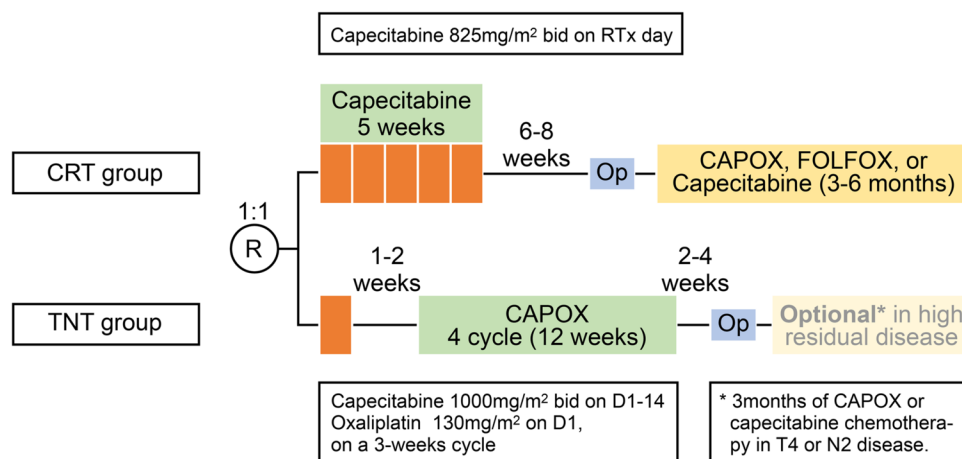 Capecitabine 825mg/m² bid on RTx day
Capecitabine
5 weeks
6-8
weeks
CRT group
Op
CAPOX, FOLFOX, or
Capecitabine (3-6 months)
1:1
R
1-2
weeks
2-4
weeks
TNT group
CAPOX
4 cycle (12 weeks)
Op
Optional* in high
residual disease
Capecitabine 1000mg/m² bid on D1-14
Oxaliplatin 130mg/m² on D1,
on a 3-weeks cycle
* 3months of CAPOX or
capecitabine chemothera-
py in T4 or N2 disease.